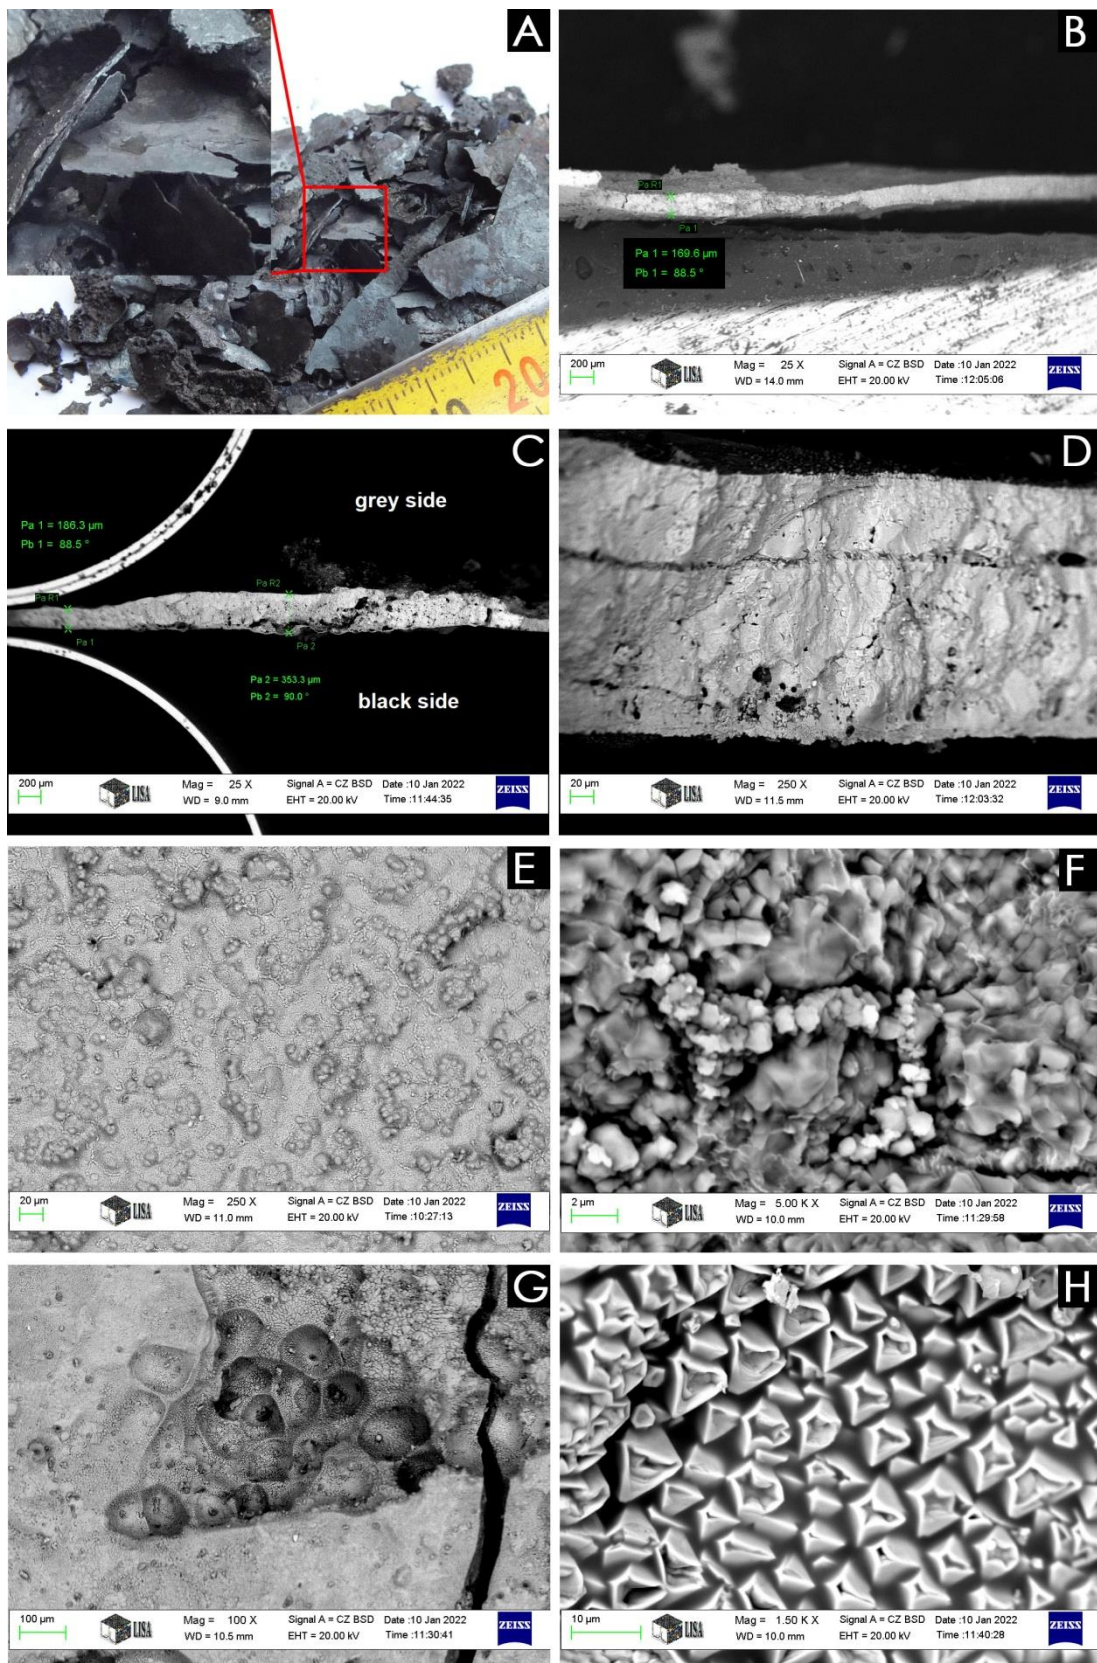 A
20
B
Pa R1
Pa 1
Pa 1 = 169.6 µm
Pb 1 = 88.5 °
200 µm
LISA
Mag = 25 X
WD = 14.0 mm
Signal A = CZ BSD
EHT = 20.00 kV
Date :10 Jan 2022
Time :12:05:06
ZEISS
C
grey side
Pa 1 = 186.3 µm
Pb 1 = 88.5 °
Pa R1
Pa R2
Pa 1
Pa 2
Pa 2 = 353.3 µm
Pb 2 = 90.0 °
black side
200 µm
LISA
Mag = 25 X
WD = 9.0 mm
Signal A = CZ BSD
EHT = 20.00 kV
Date :10 Jan 2022
Time :11:44:35
ZEISS
D
20 µm
LISA
Mag = 250 X
WD = 11.5 mm
Signal A = CZ BSD
EHT = 20.00 kV
Date :10 Jan 2022
Time :12:03:32
ZEISS
E
20 µm
LISA
Mag = 250 X
WD = 11.0 mm
Signal A = CZ BSD
EHT = 20.00 kV
Date :10 Jan 2022
Time :10:27:13
ZEISS
F
2 µm
LISA
Mag = 5.00 K X
WD = 10.0 mm
Signal A = CZ BSD
EHT = 20.00 kV
Date :10 Jan 2022
Time :11:29:58
ZEISS
G
100 µm
LISA
Mag = 100 X
WD = 10.5 mm
Signal A = CZ BSD
EHT = 20.00 kV
Date :10 Jan 2022
Time :11:30:41
ZEISS
H
10 µm
LISA
Mag = 1.50 K X
WD = 10.0 mm
Signal A = CZ BSD
EHT = 20.00 kV
Date :10 Jan 2022
Time :11:40:28
ZEISS